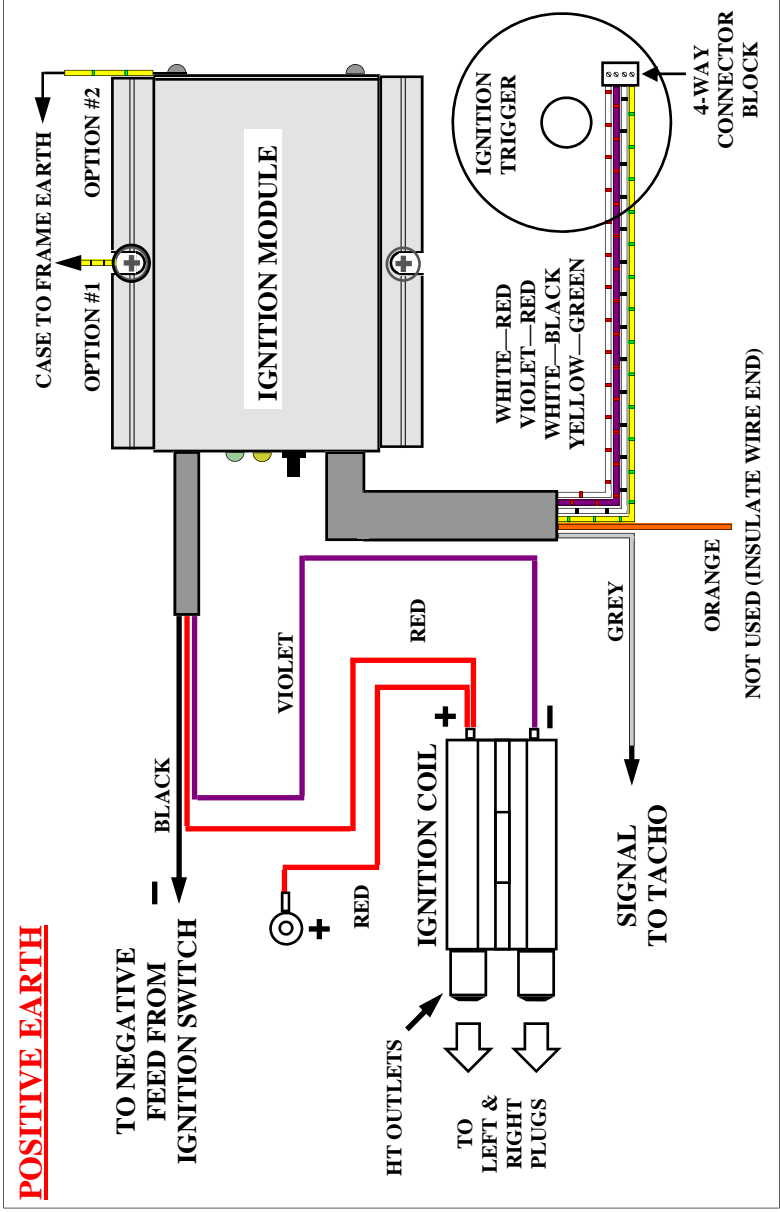 POSITIVE EARTH
TO NEGATIVE
FEED FROM
IGNITION SWITCH
−
BLACK
VIOLET
RED
+
RED
IGNITION COIL
+
−
HT OUTLETS
TO
LEFT &
RIGHT
PLUGS
SIGNAL
TO TACHO
GREY
ORANGE
NOT USED (INSULATE WIRE END)
CASE TO FRAME EARTH
OPTION #1
OPTION #2
IGNITION MODULE
WHITE—RED
VIOLET—RED
WHITE—BLACK
YELLOW—GREEN
IGNITION
TRIGGER
4-WAY
CONNECTOR
BLOCK